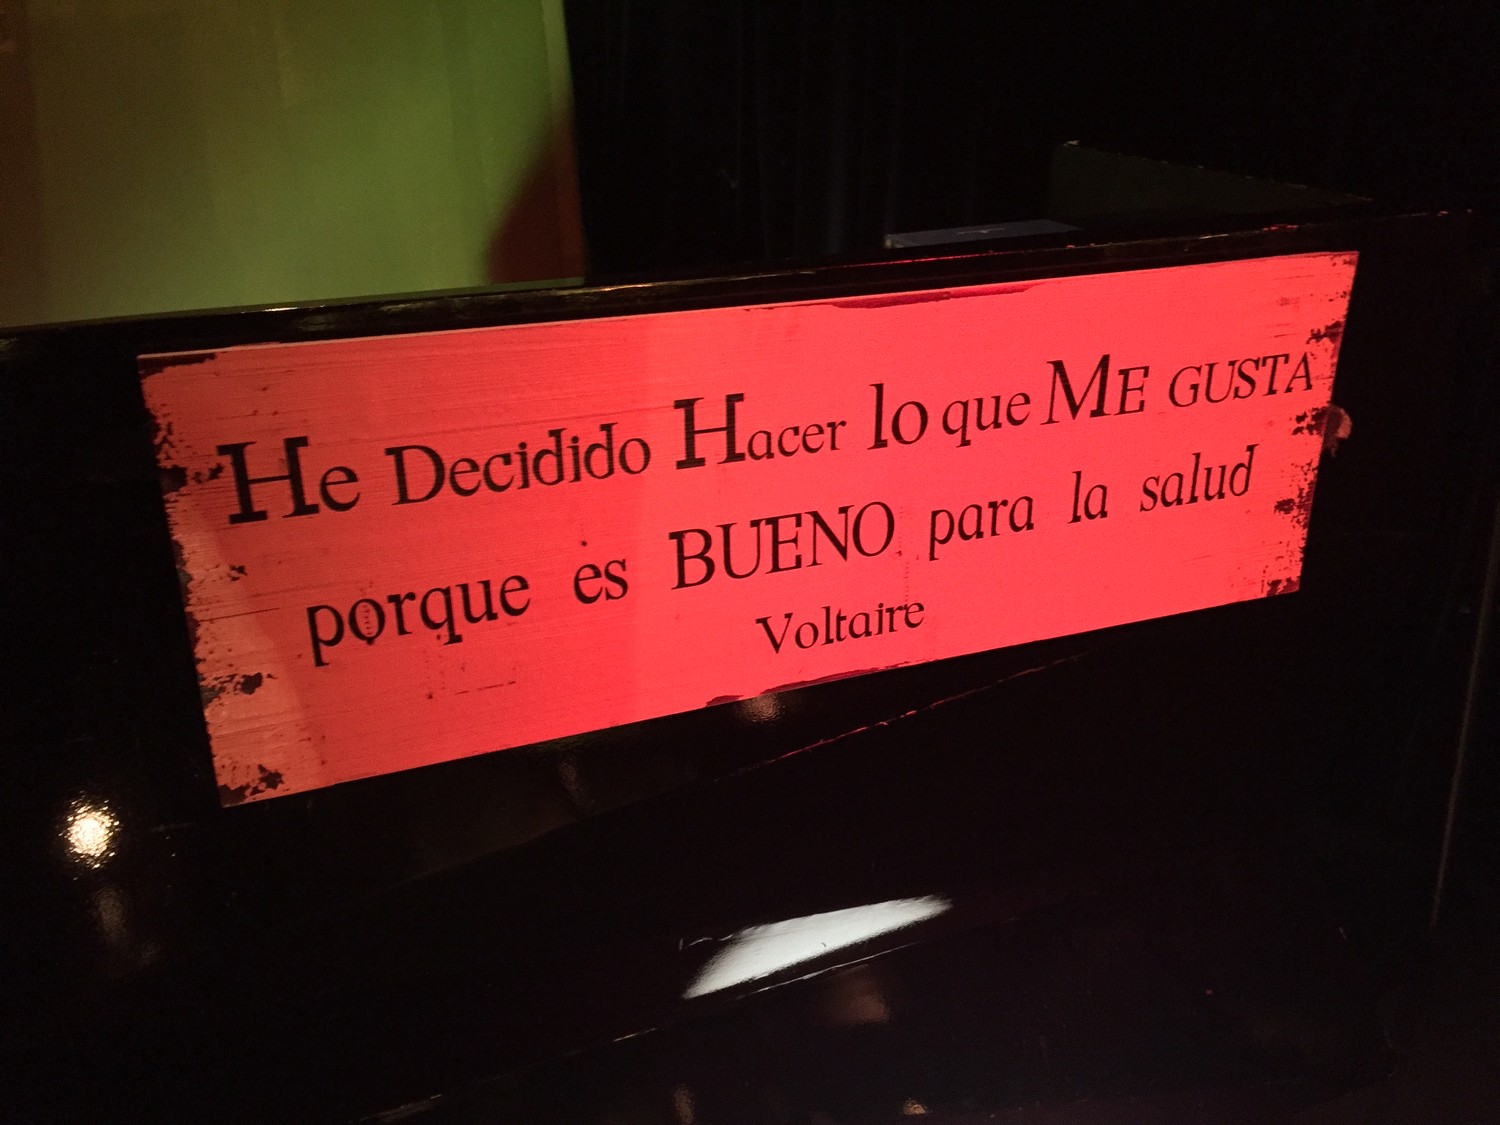 He Decidido Hacer lo que ME GUSTA
porque es BUENO para la salud
Voltaire